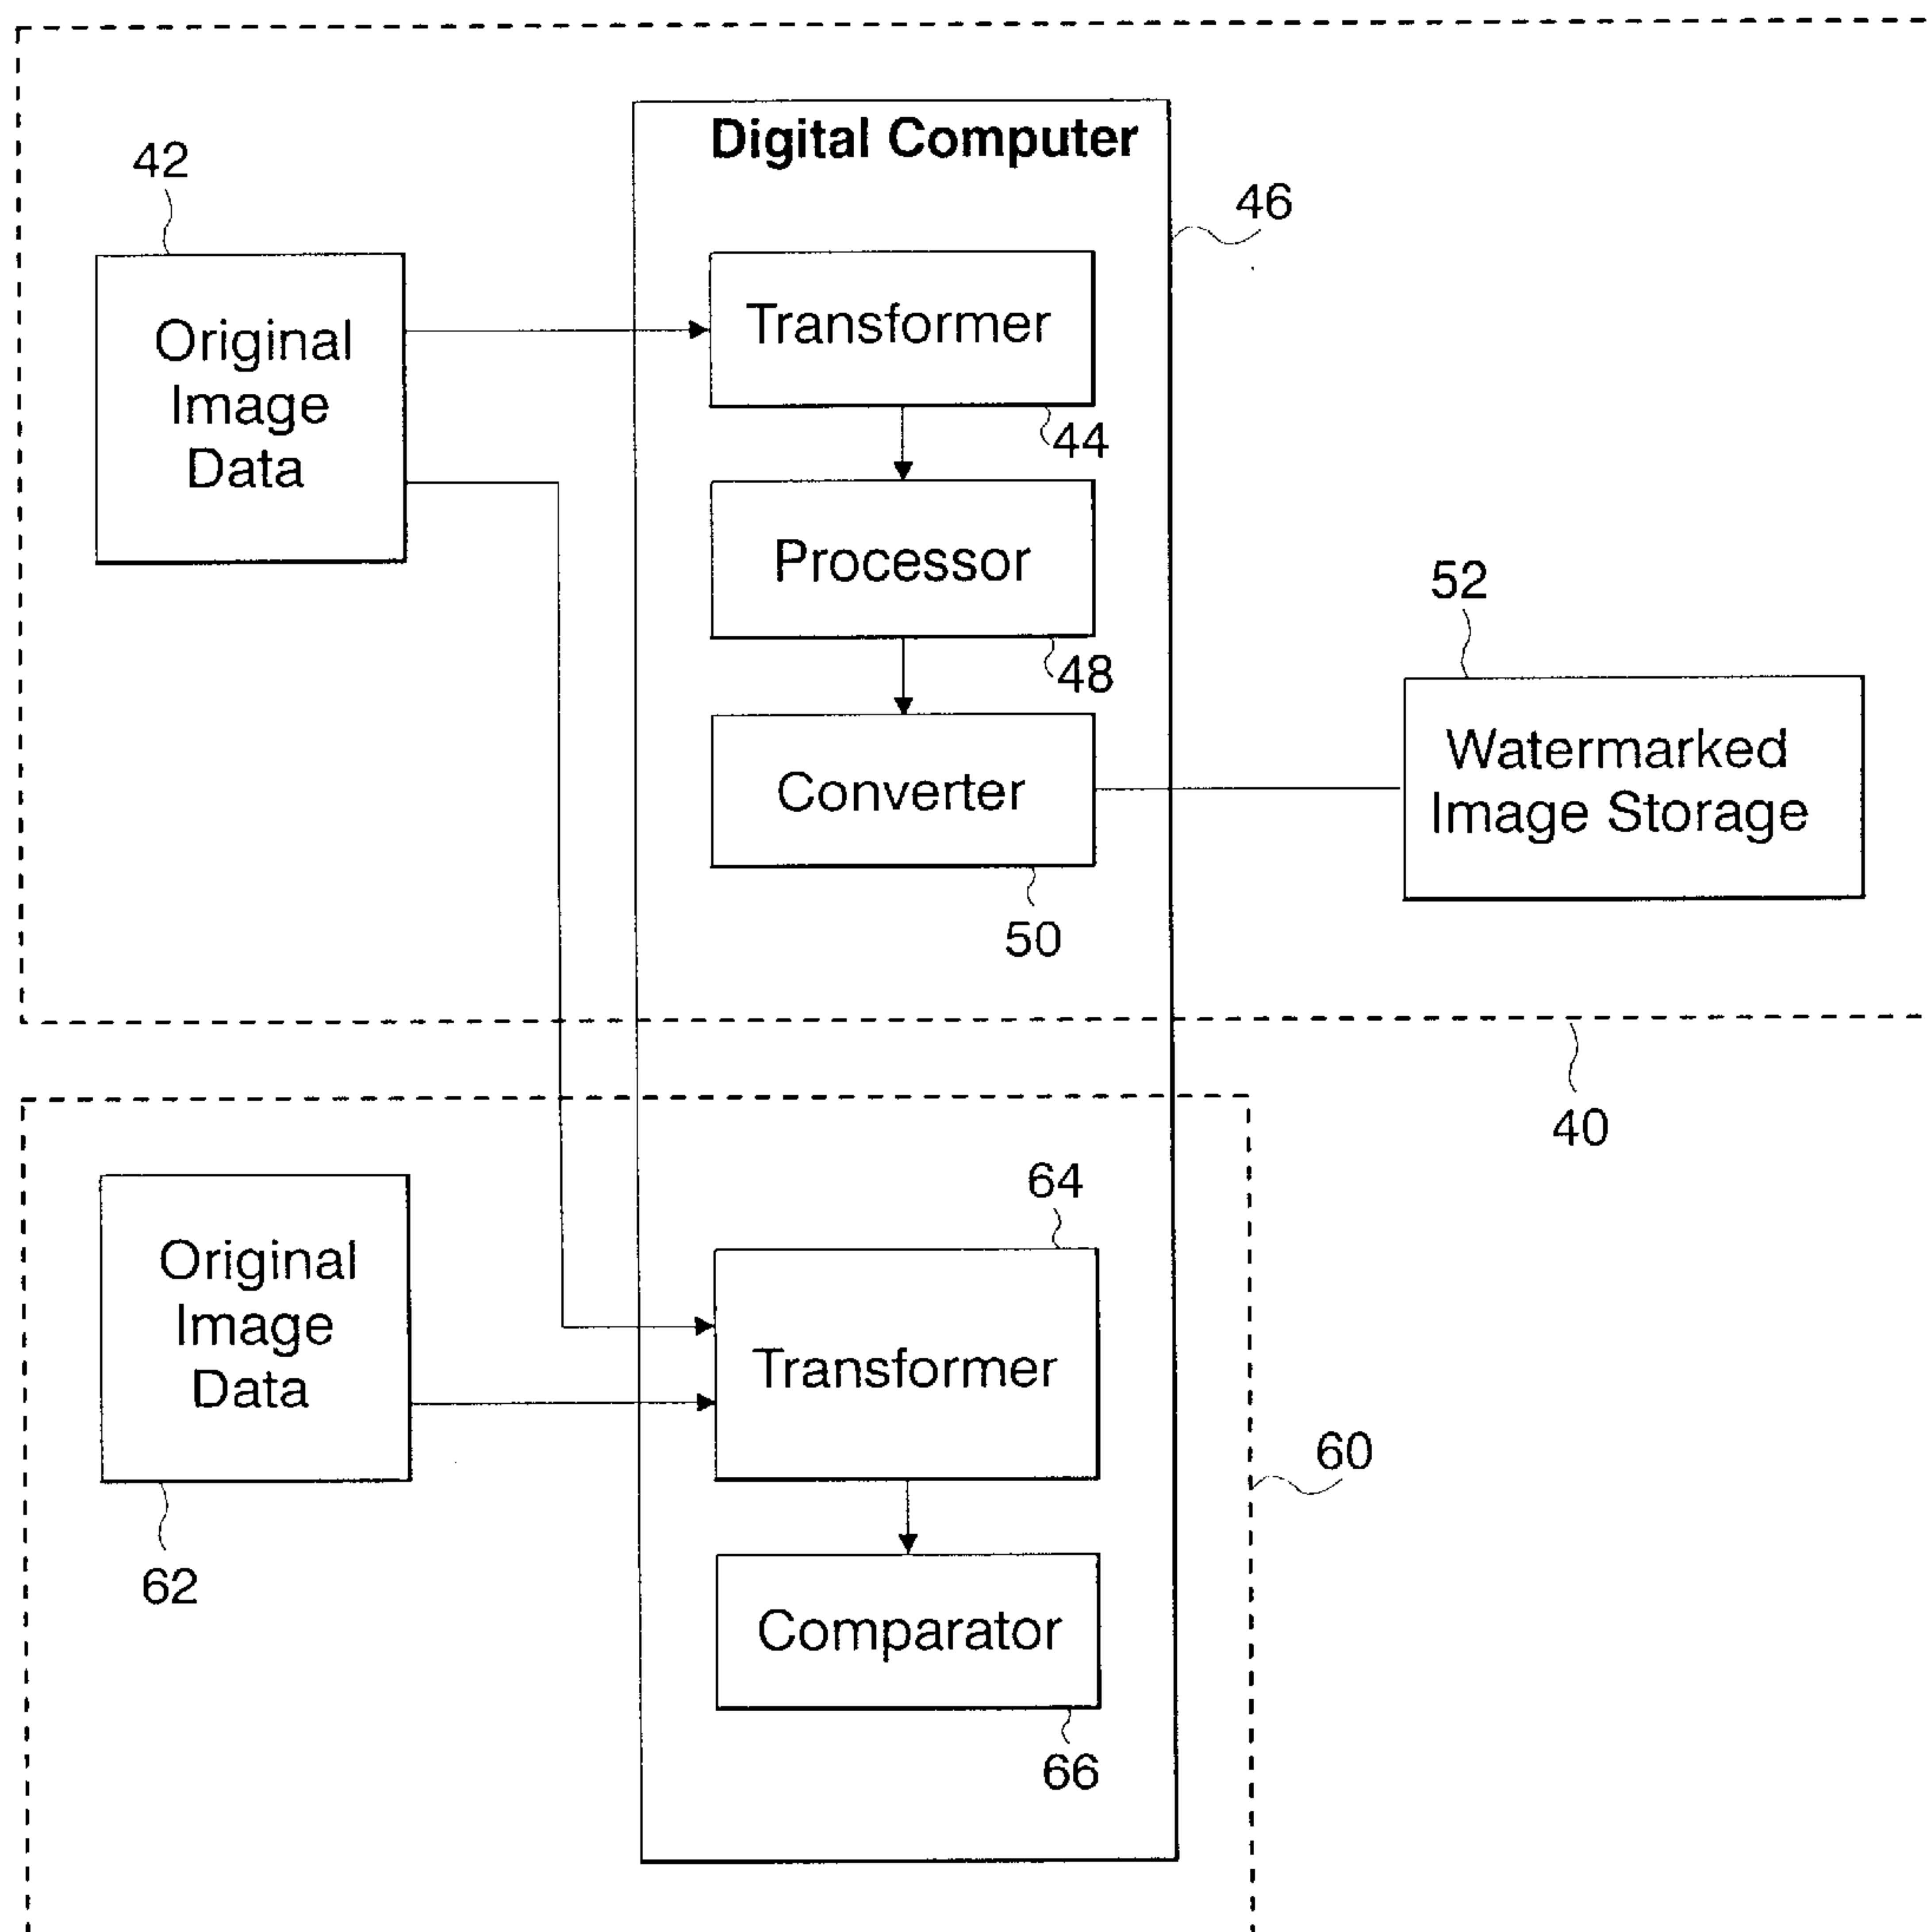 Digital Computer
42
46
Original
Image
Data
Transformer
44
Processor
48
52
Watermarked
Image Storage
Converter
50
40
64
Original
Image
Data
Transformer
60
62
Comparator
66